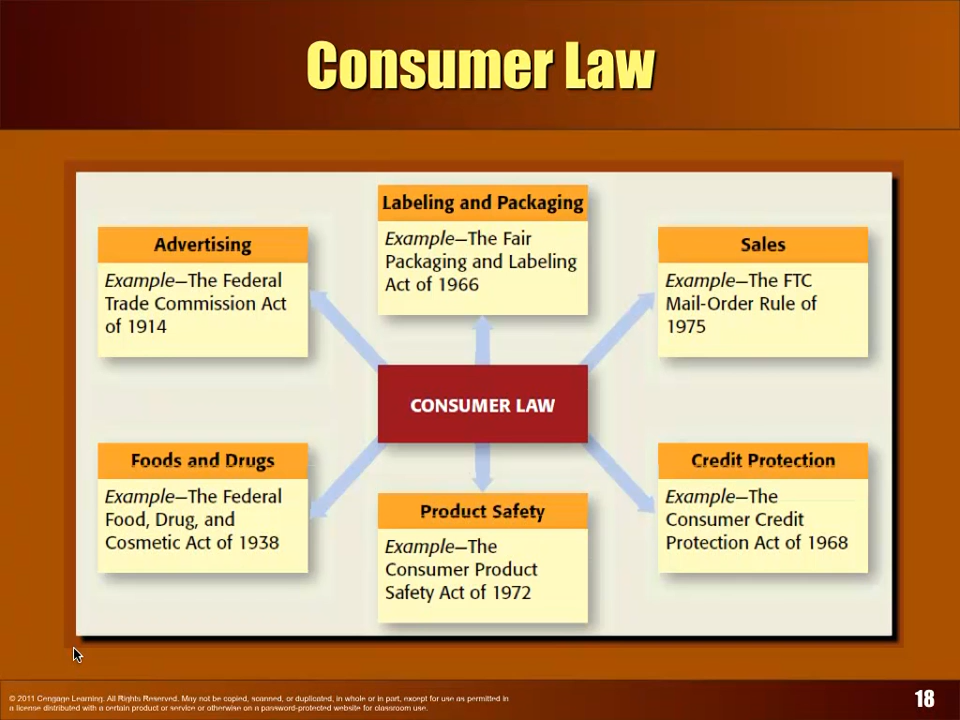 Consumer Law
Labeling and Packaging
Example—The Fair
Packaging and Labeling
Act of 1966
Advertising
Example—The Federal
Trade Commission Act
of 1914
Sales
Example—The FTC
Mail-Order Rule of
1975
CONSUMER LAW
Foods and Drugs
Example—The Federal
Food, Drug, and
Cosmetic Act of 1938
Product Safety
Example—The
Consumer Product
Safety Act of 1972
Credit Protection
Example—The
Consumer Credit
Protection Act of 1968
© 2011 Cengage Learning. All Rights Reserved. May not be copied, scanned, or duplicated, in whole or in part, except for use as permitted in
a license distributed with a certain product or service or otherwise on a password-protected website for classroom use.
18